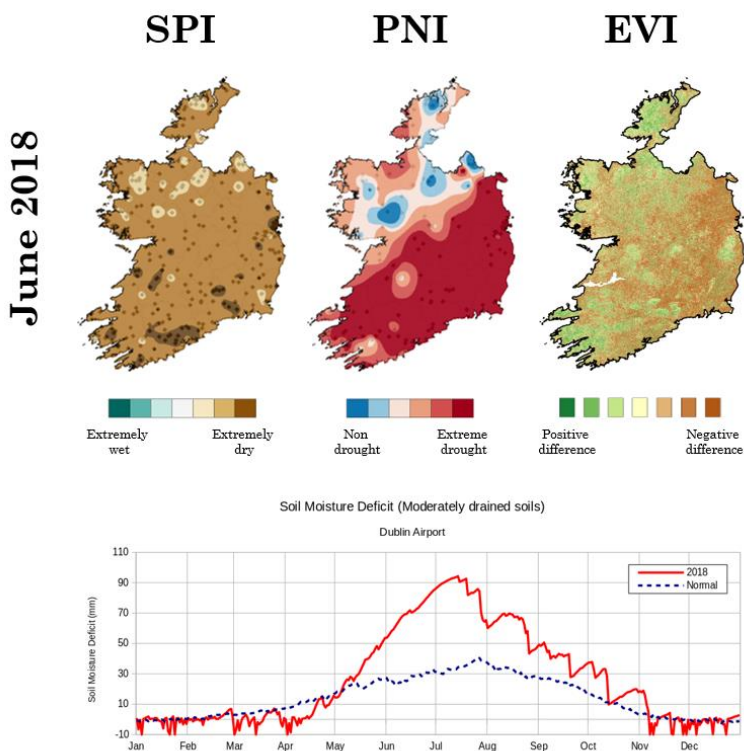 SPI PNI EVI
June 2018
Extremely wet
Extremely dry
Non drought
Extreme drought
Positive difference
Negative difference
Soil Moisture Deficit (Moderately drained soils)
Dublin Airport
Soil Moisture Deficit (mm)
110
90
70
50
30
10
-10
2018
Normal
Jan Feb Mar Apr May Jun Jul Aug Sep Oct Nov Dec